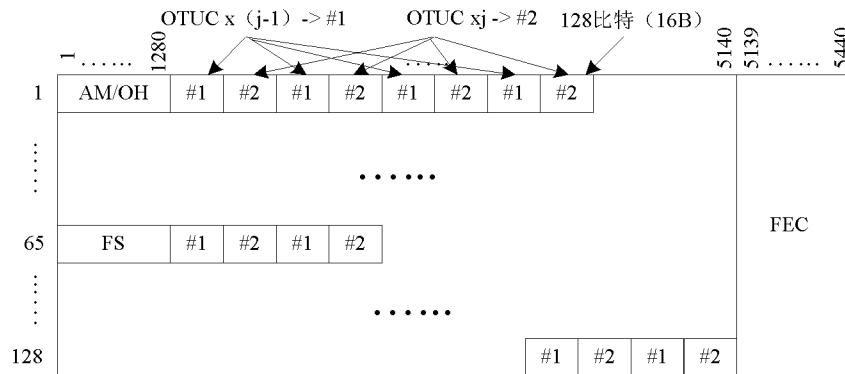 OTUC x（j-1）-> #1 OTUC xj -> #2 128比特（16B）
1 …… 1280 …… 5140 5139 …… 5440
1 AM/OH #1 #2 #1 #2 #1 #2 #1 #2
……
……
FEC
65 FS #1 #2 #1 #2
……
……
128 #1 #2 #1 #2